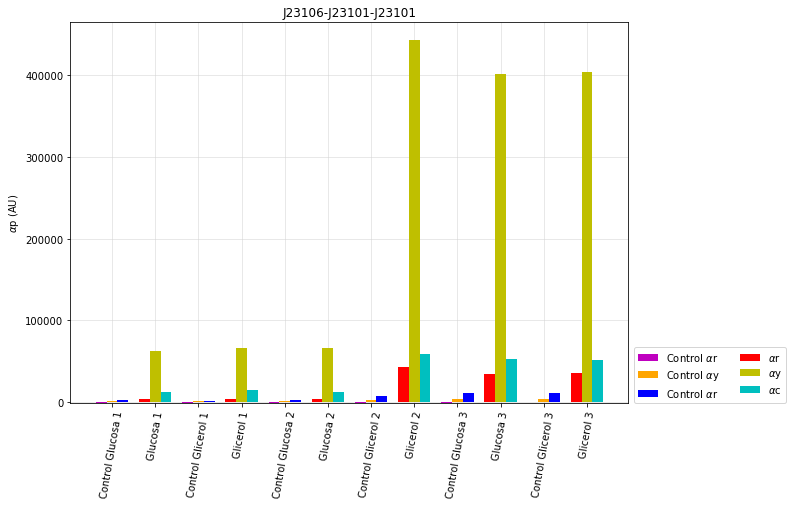 J23106-J23101-J23101
αp (AU)
400000
300000
200000
100000
0
Control Glucosa 1
Glucosa 1
Control Glicerol 1
Glicerol 1
Control Glucosa 2
Glucosa 2
Control Glicerol 2
Glicerol 2
Control Glucosa 3
Glucosa 3
Control Glicerol 3
Glicerol 3
Control αr
Control αy
Control αr
αr
αy
αc